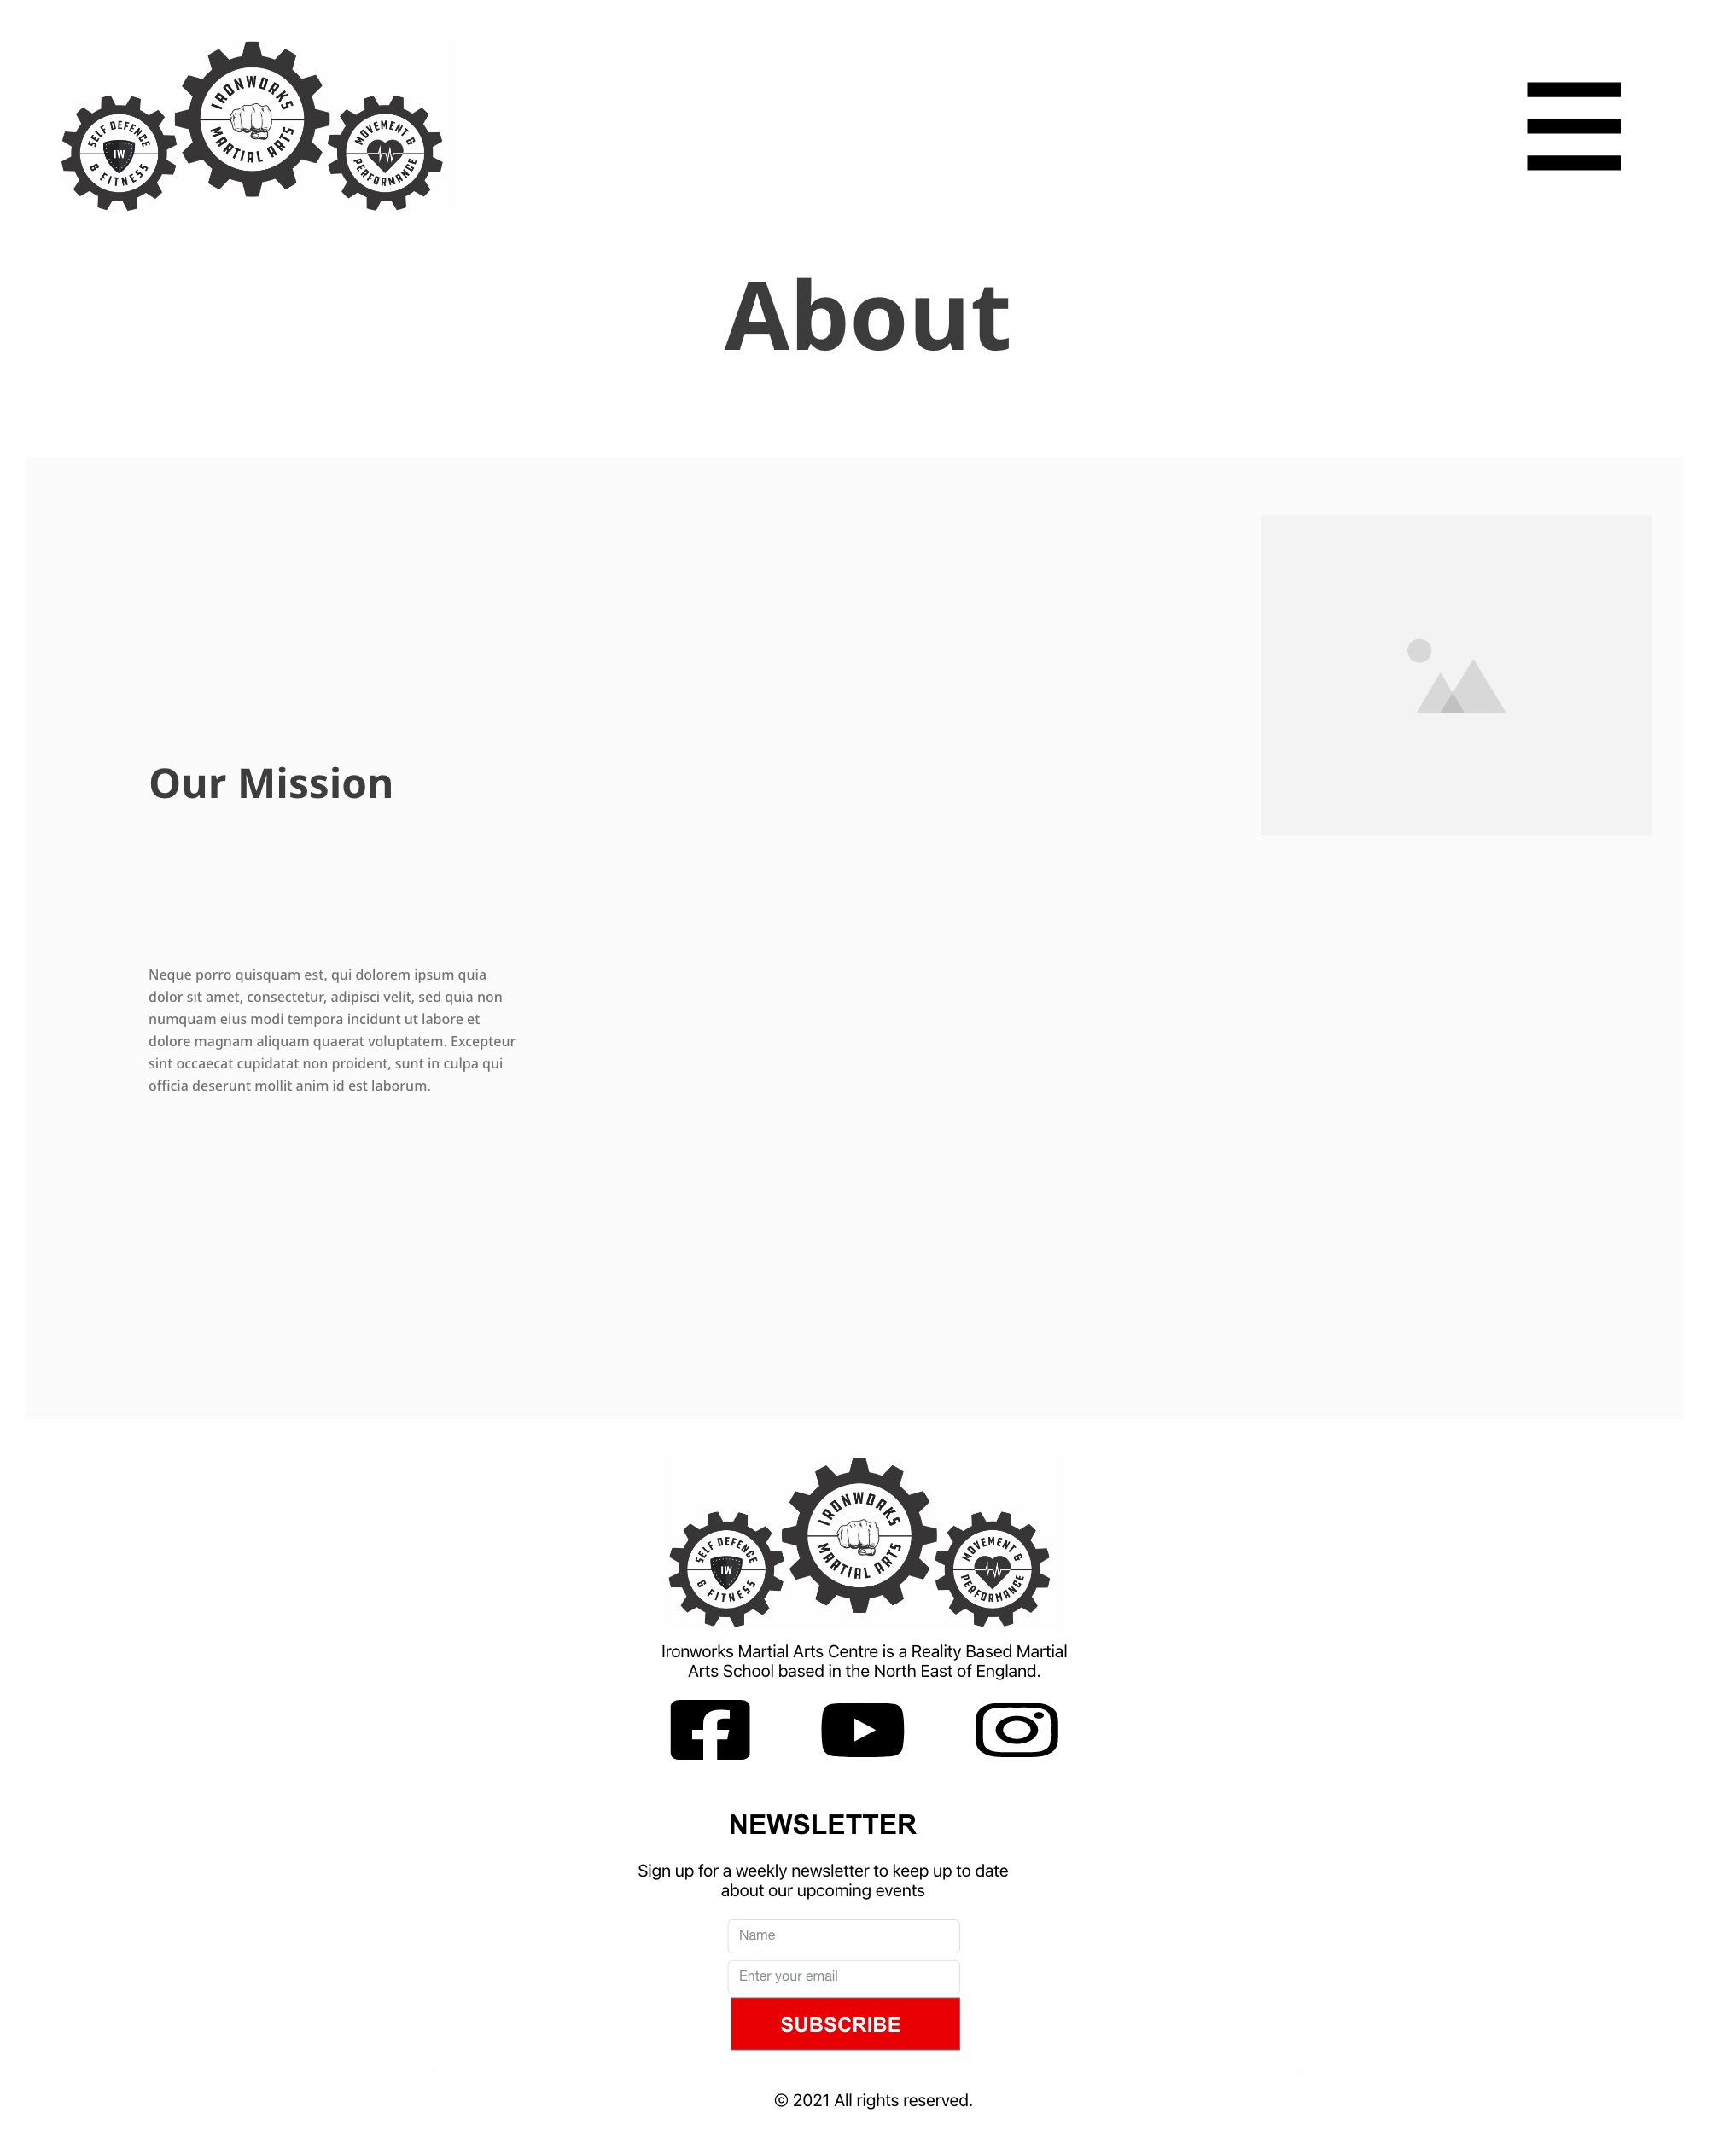 IRONWORKS
MARTIAL ARTS
SELF DEFENCE
IW
& FITNESS
MOVEMENT &
PERFORMANCE
About
Our Mission
Neque porro quisquam est, qui dolorem ipsum quia
dolor sit amet, consectetur, adipisci velit, sed quia non
numquam eius modi tempora incidunt ut labore et
dolore magnam aliquam quaerat voluptatem. Excepteur
sint occaecat cupidatat non proident, sunt in culpa qui
officia deserunt mollit anim id est laborum.
IRONWORKS
MARTIAL ARTS
SELF DEFENCE
IW
& FITNESS
MOVEMENT &
PERFORMANCE
Ironworks Martial Arts Centre is a Reality Based Martial
Arts School based in the North East of England.
NEWSLETTER
Sign up for a weekly newsletter to keep up to date
about our upcoming events
Name
Enter your email
SUBSCRIBE
© 2021 All rights reserved.